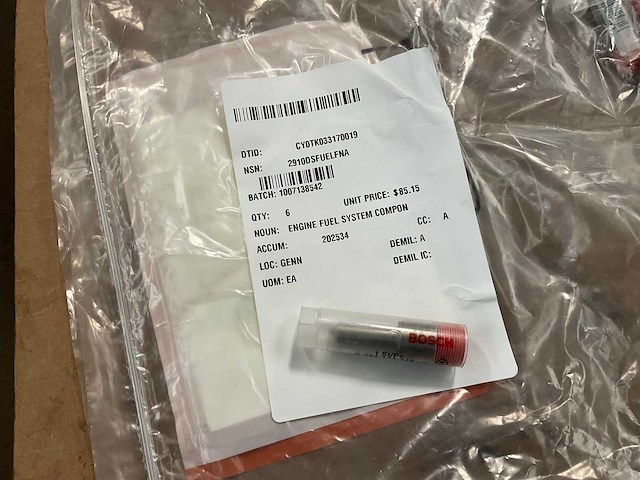 DTID: CY0TK033170019
NSN: 2910DSFUELFNA
BATCH: 1007138542
QTY: 6 UNIT PRICE: $85.15
NOUN: ENGINE FUEL SYSTEM COMPON
ACCUM: 202534 CC: A
LOC: GENN DEMIL: A
UOM: EA DEMIL IC:
BOSCH